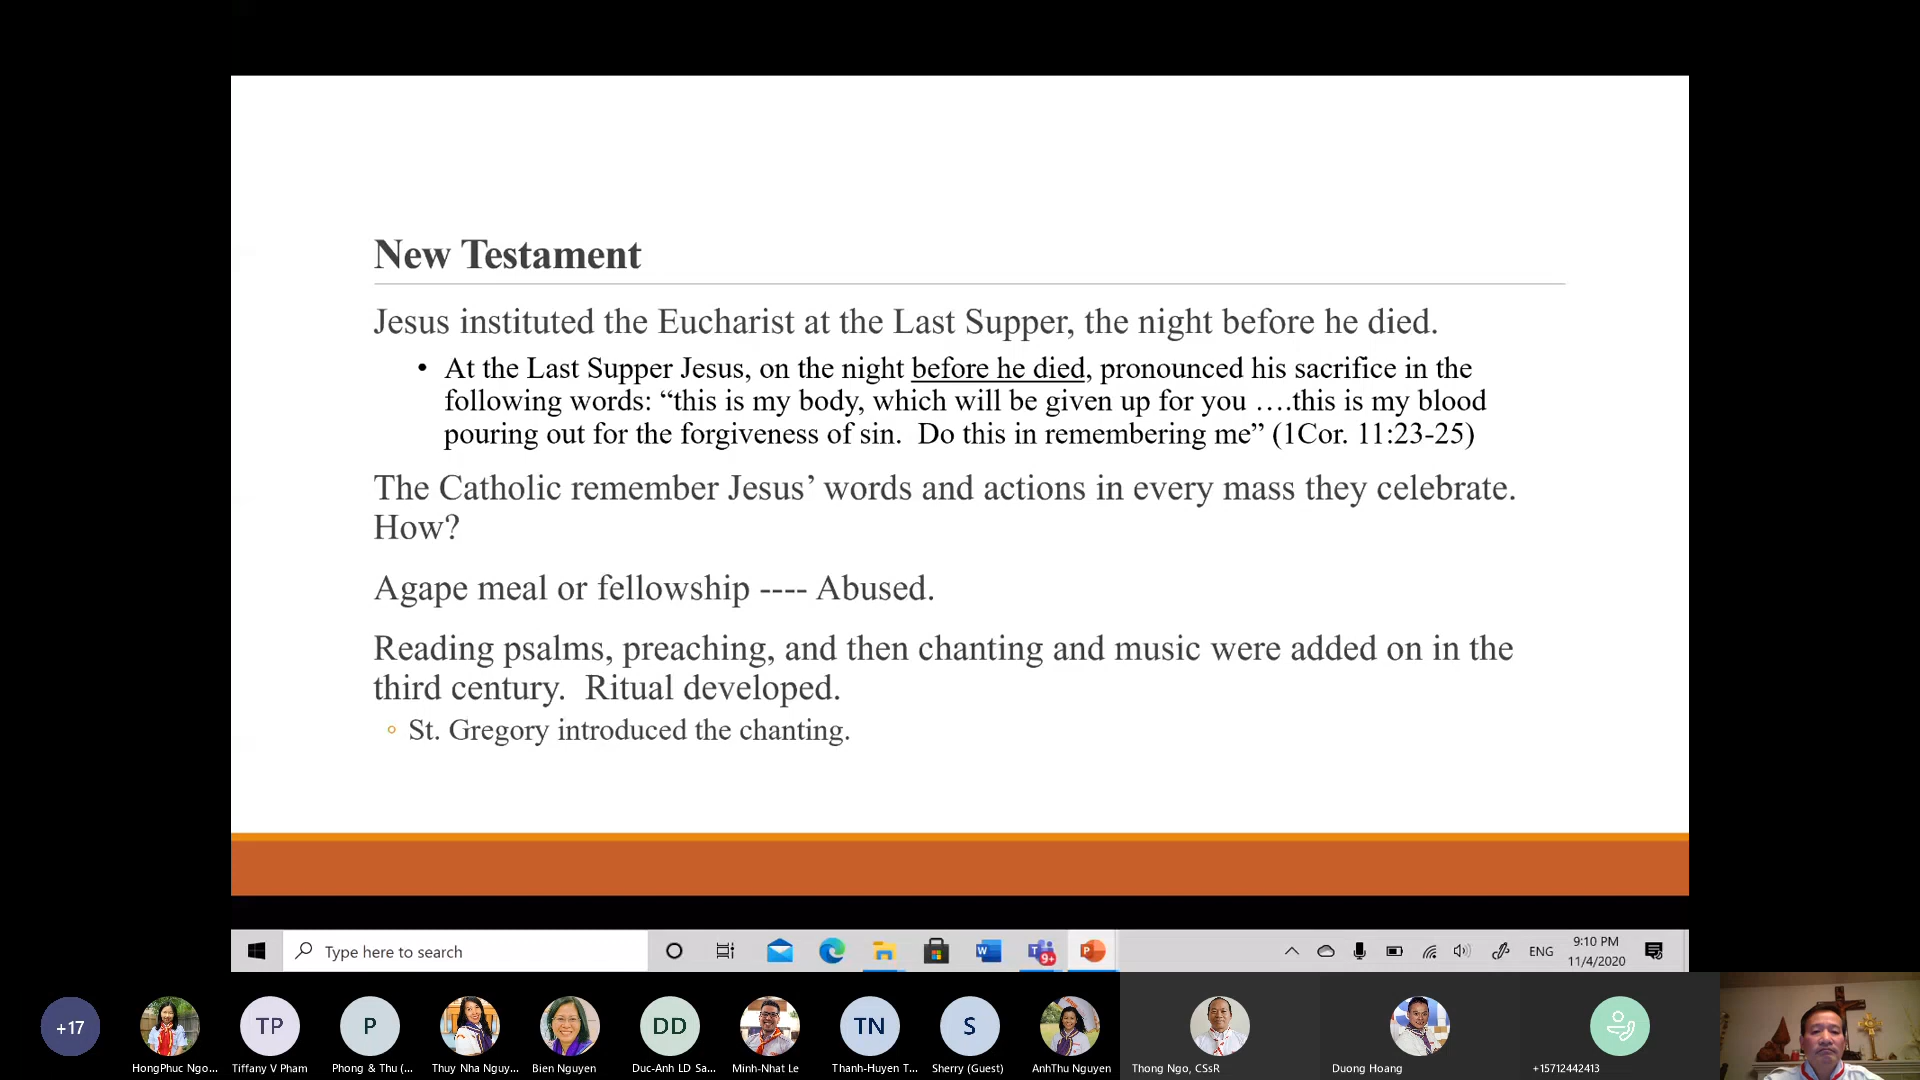 New Testament
Jesus instituted the Eucharist at the Last Supper, the night before he died.
• At the Last Supper Jesus, on the night before he died, pronounced his sacrifice in the
following words: “this is my body, which will be given up for you ….this is my blood
pouring out for the forgiveness of sin.  Do this in remembering me” (1Cor. 11:23-25)
The Catholic remember Jesus’ words and actions in every mass they celebrate.
How?
Agape meal or fellowship ---- Abused.
Reading psalms, preaching, and then chanting and music were added on in the
third century.  Ritual developed.
◦ St. Gregory introduced the chanting.
Type here to search
9+
ENG
9:10 PM
11/4/2020
+17
TP
P
DD
TN
S
HongPhuc Ngo...
Tiffany V Pham
Phong & Thu (...
Thuy Nha Nguy...
Bien Nguyen
Duc-Anh LD Sa...
Minh-Nhat Le
Thanh-Huyen T...
Sherry (Guest)
AnhThu Nguyen
Thong Ngo, CSsR
Duong Hoang
+15712442413